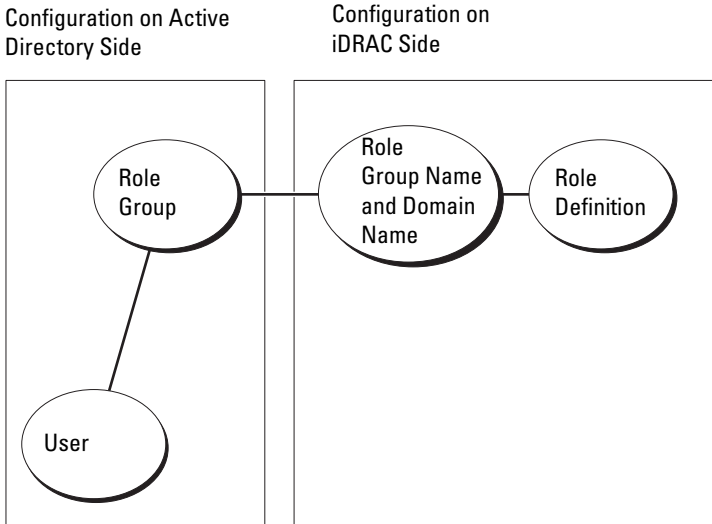 Configuration on Active
Directory Side
Configuration on
iDRAC Side
Role
Group
Role
Group Name
and Domain
Name
Role
Definition
User